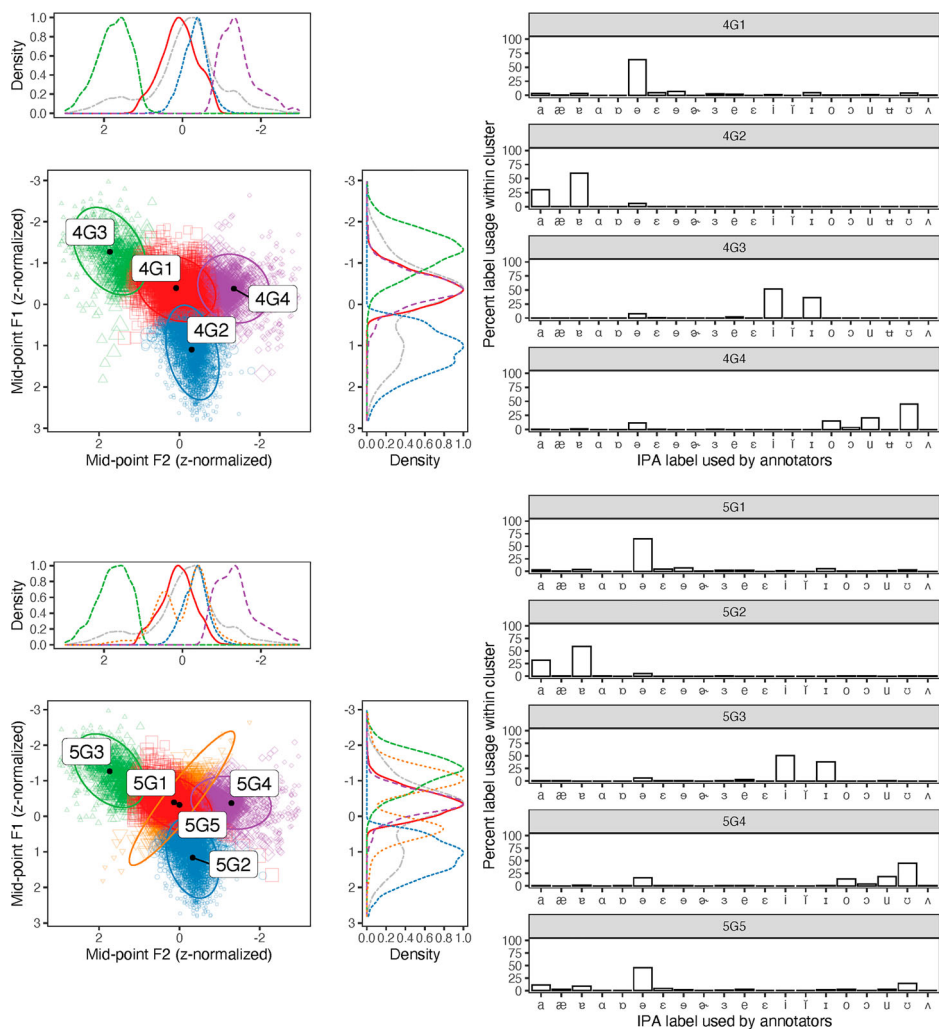 Density
1.0
0.8
0.6
0.4
0.2
0.0
2 0 -2
Mid-point F1 (z-normalized)
-3
-2
-1
0
1
2
3
4G3
4G1
4G4
4G2
2 0 -2
Mid-point F2 (z-normalized)
-3
-2
-1
0
1
2
3
0.0 0.2 0.4 0.6 0.8 1.0
Density
Percent label usage within cluster
4G1
100
75
50
25
0
a æ ɐ ɑ ɒ ə ɛ ɘ ɚ ɜ e ɛ i ǐ ɪ o ɔ u ʉ ʊ ʌ
4G2
100
75
50
25
0
a æ ɐ ɑ ɒ ə ɛ ɘ ɚ ɜ e ɛ i ǐ ɪ o ɔ u ʉ ʊ ʌ
4G3
100
75
50
25
0
a æ ɐ ɑ ɒ ə ɛ ɘ ɚ ɜ e ɛ i ǐ ɪ o ɔ u ʉ ʊ ʌ
4G4
100
75
50
25
0
a æ ɐ ɑ ɒ ə ɛ ɘ ɚ ɜ e ɛ i ǐ ɪ o ɔ u ʉ ʊ ʌ
IPA label used by annotators
Density
1.0
0.8
0.6
0.4
0.2
0.0
2 0 -2
Mid-point F1 (z-normalized)
-3
-2
-1
0
1
2
3
5G3
5G1
5G4
5G5
5G2
2 0 -2
Mid-point F2 (z-normalized)
-3
-2
-1
0
1
2
3
0.0 0.2 0.4 0.6 0.8 1.0
Density
Percent label usage within cluster
5G1
100
75
50
25
0
a æ ɐ ɑ ɒ ə ɛ ɘ ɚ ɜ e ɛ i ǐ ɪ o ɔ u ʉ ʊ ʌ
5G2
100
75
50
25
0
a æ ɐ ɑ ɒ ə ɛ ɘ ɚ ɜ e ɛ i ǐ ɪ o ɔ u ʉ ʊ ʌ
5G3
100
75
50
25
0
a æ ɐ ɑ ɒ ə ɛ ɘ ɚ ɜ e ɛ i ǐ ɪ o ɔ u ʉ ʊ ʌ
5G4
100
75
50
25
0
a æ ɐ ɑ ɒ ə ɛ ɘ ɚ ɜ e ɛ i ǐ ɪ o ɔ u ʉ ʊ ʌ
5G5
100
75
50
25
0
a æ ɐ ɑ ɒ ə ɛ ɘ ɚ ɜ e ɛ i ǐ ɪ o ɔ u ʉ ʊ ʌ
IPA label used by annotators